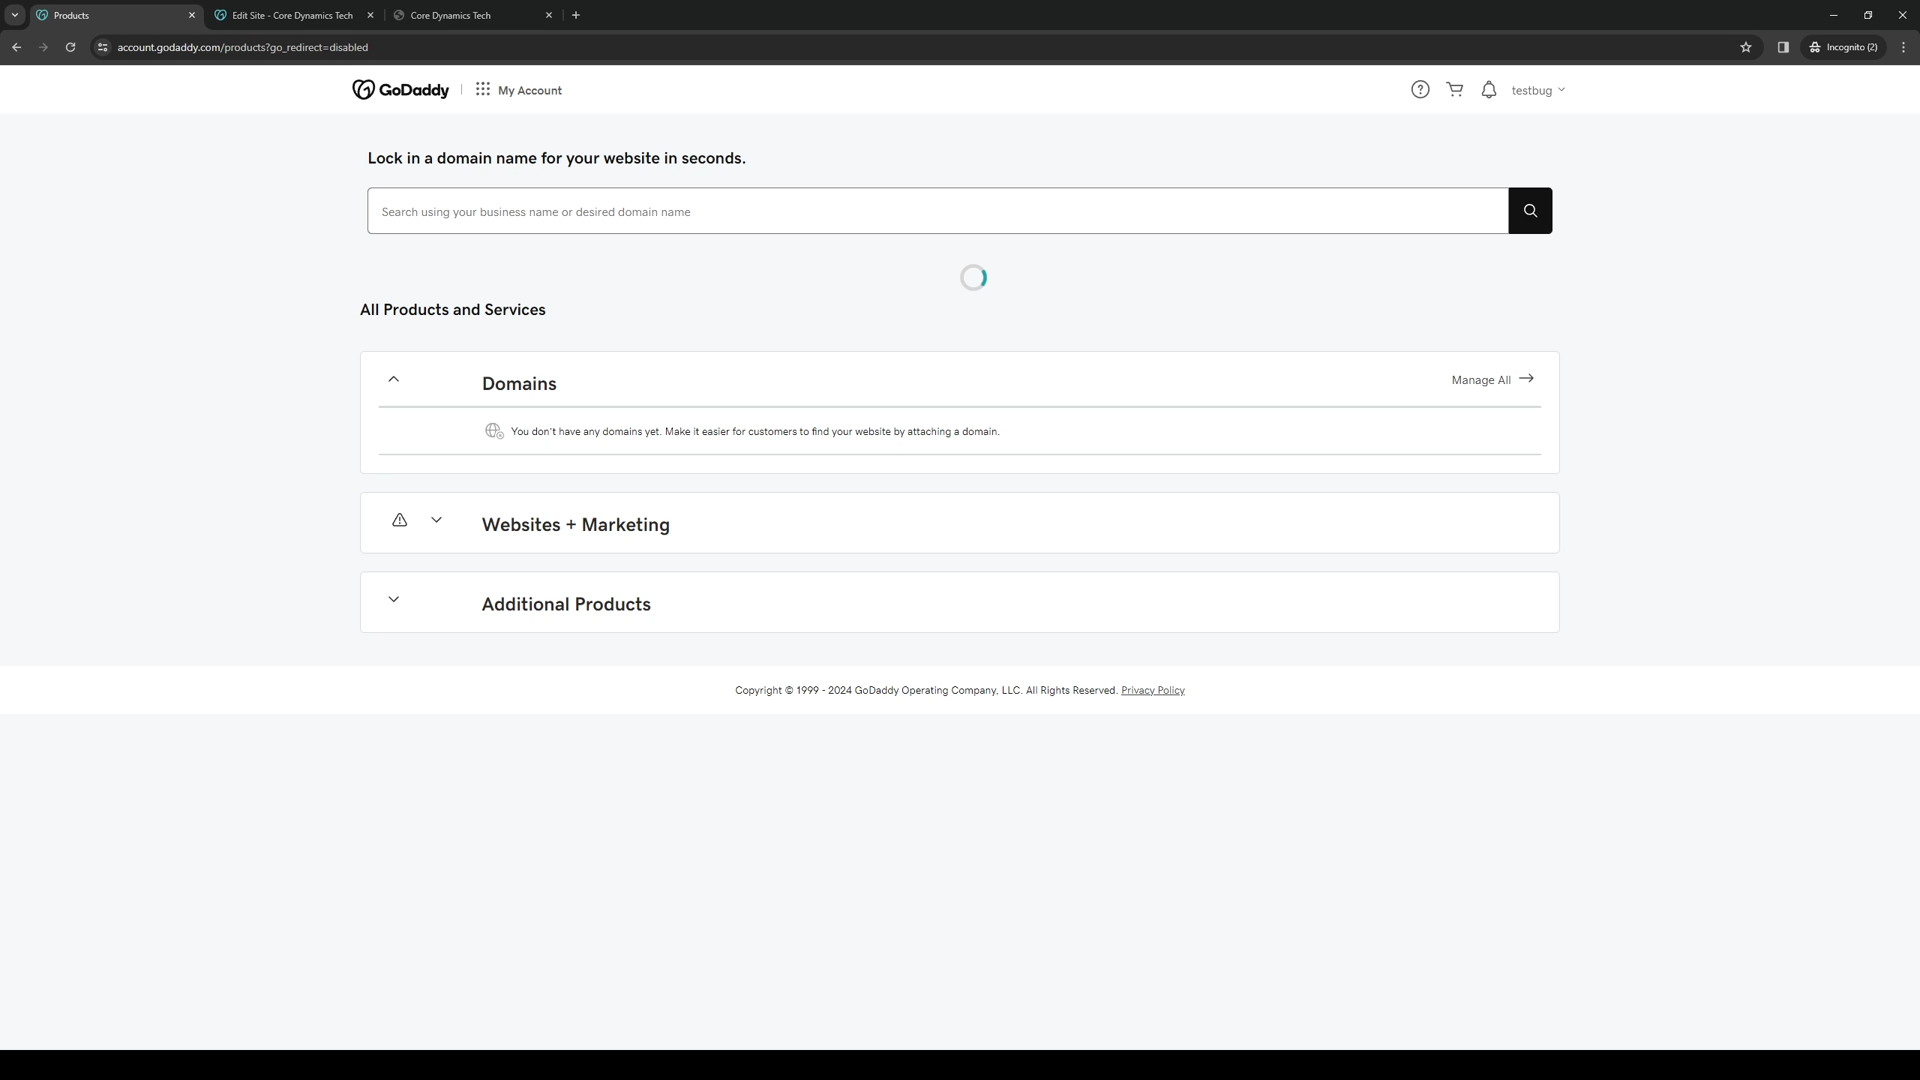 Products
Edit Site - Core Dynamics Tech
Core Dynamics Tech
account.godaddy.com/products?go_redirect=disabled
Incognito (2)
GoDaddy
My Account
testbug
Lock in a domain name for your website in seconds.
Search using your business name or desired domain name
All Products and Services
Domains
Manage All
You don't have any domains yet. Make it easier for customers to find your website by attaching a domain.
Websites + Marketing
Additional Products
Copyright © 1999 - 2024 GoDaddy Operating Company, LLC. All Rights Reserved. Privacy Policy